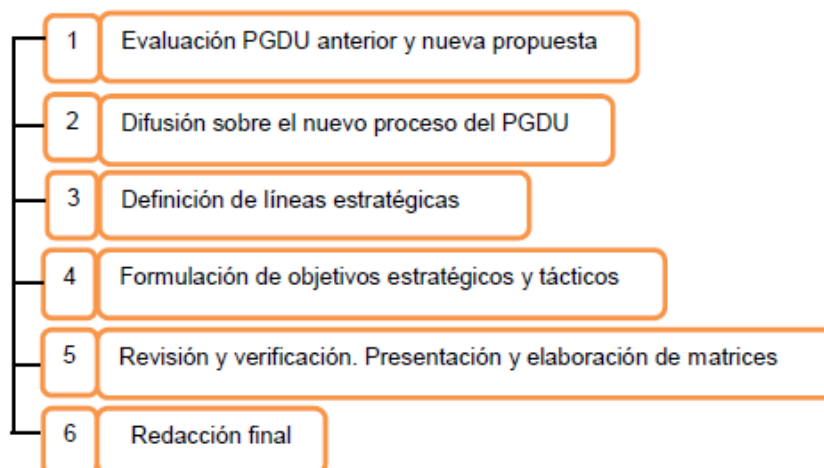 1 Evaluación PGDU anterior y nueva propuesta
2 Difusión sobre el nuevo proceso del PGDU
3 Definición de líneas estratégicas
4 Formulación de objetivos estratégicos y tácticos
5 Revisión y verificación. Presentación y elaboración de matrices
6 Redacción final